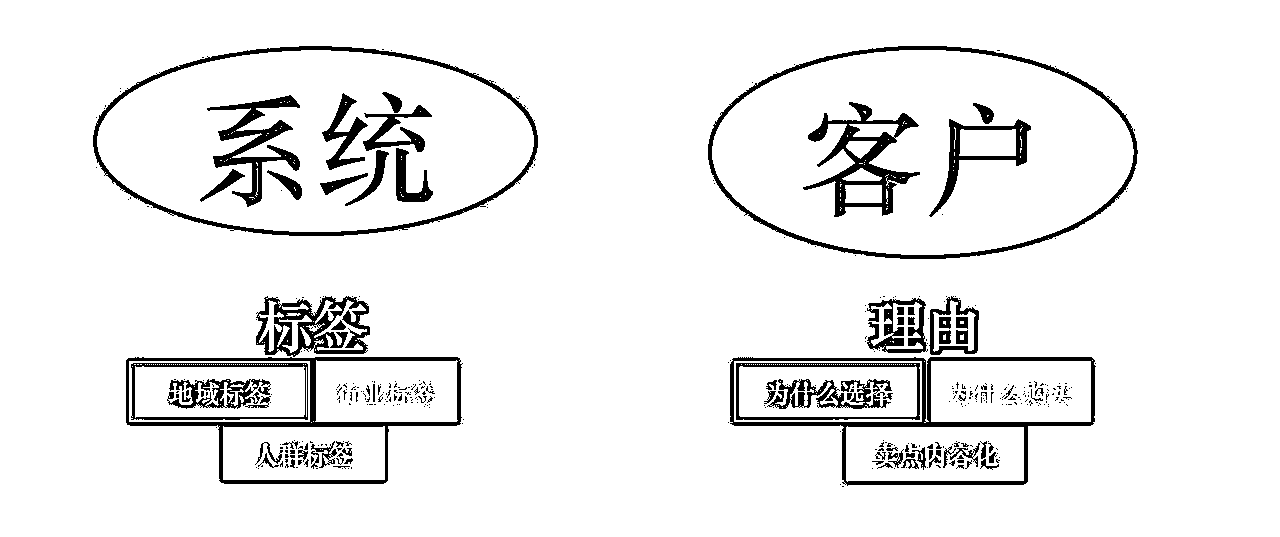 系统
客户
标签
理由
地域标签
行业标签
为什么选择
为什么购买
人群标签
卖点内容化